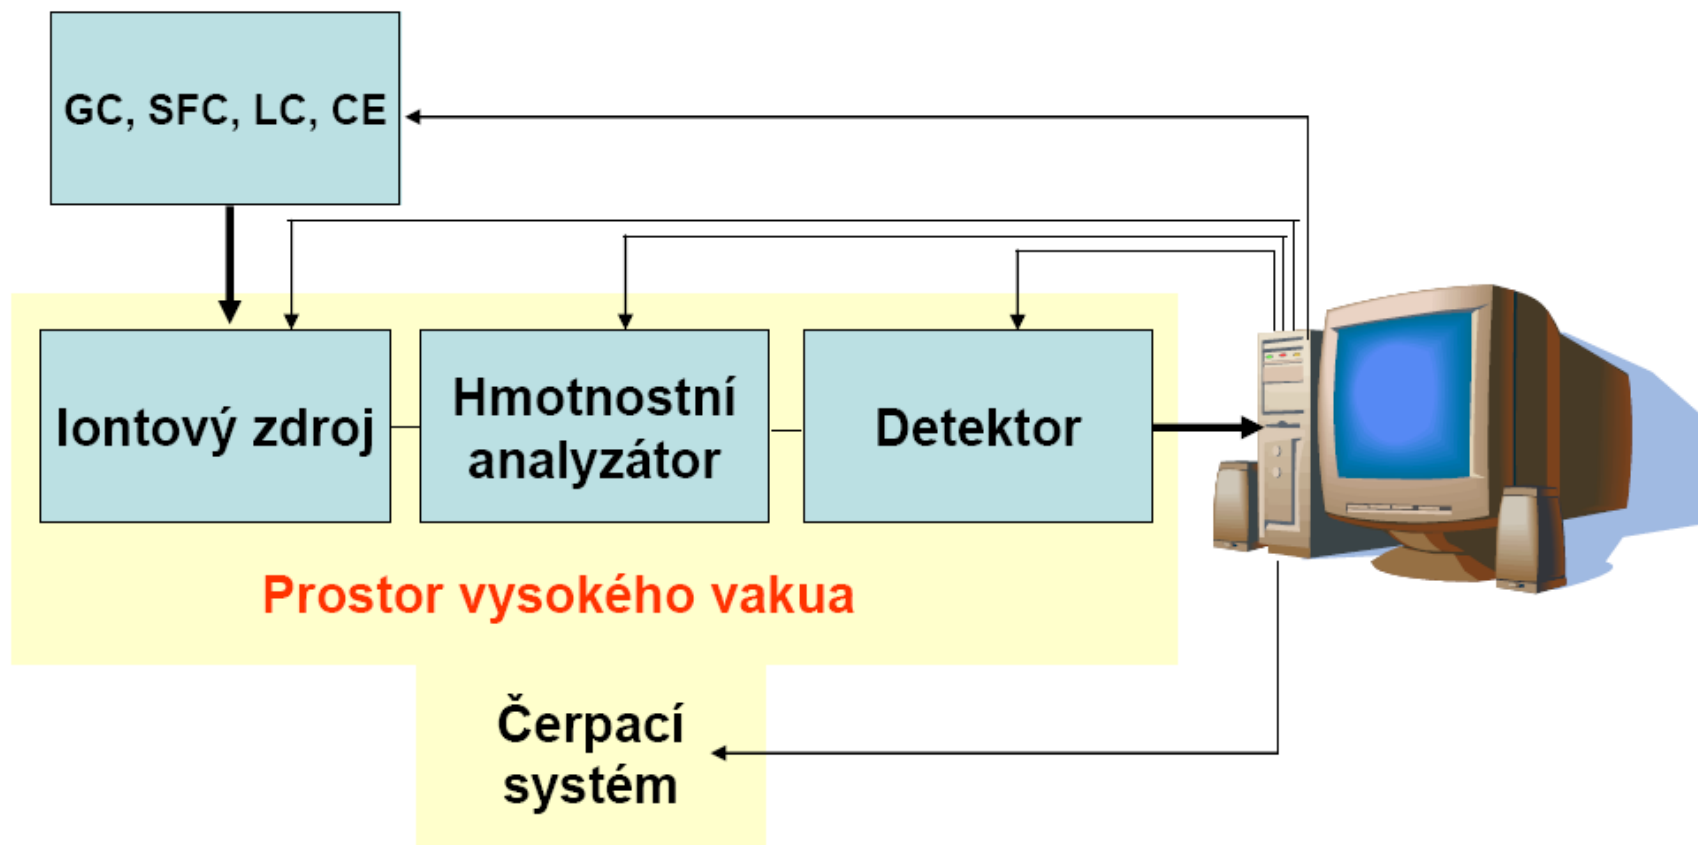 GC, SFC, LC, CE
Iontový zdroj
Hmotnostní
analyzátor
Detektor
Prostor vysokého vakua
Čerpací
systém